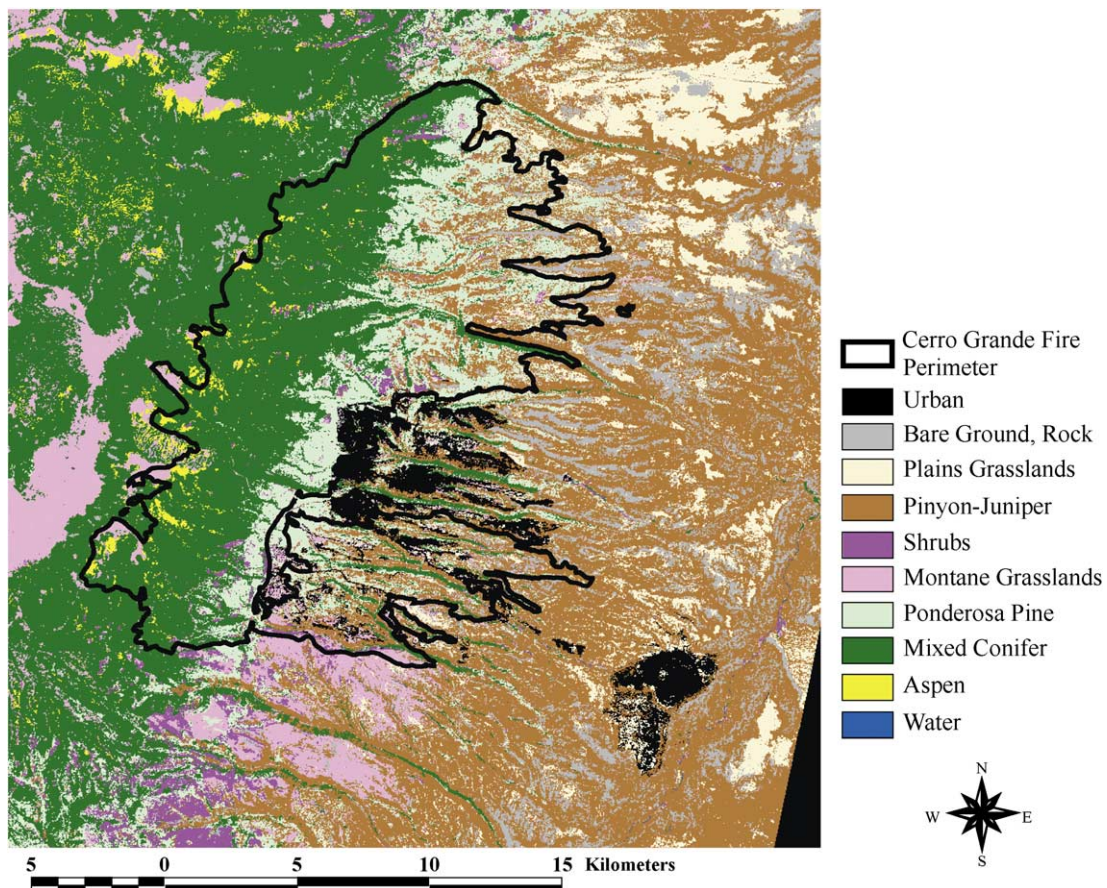 Cerro Grande Fire
Perimeter
Urban
Bare Ground, Rock
Plains Grasslands
Pinyon-Juniper
Shrubs
Montane Grasslands
Ponderosa Pine
Mixed Conifer
Aspen
Water
N
W E
S
5 0 5 10 15 Kilometers